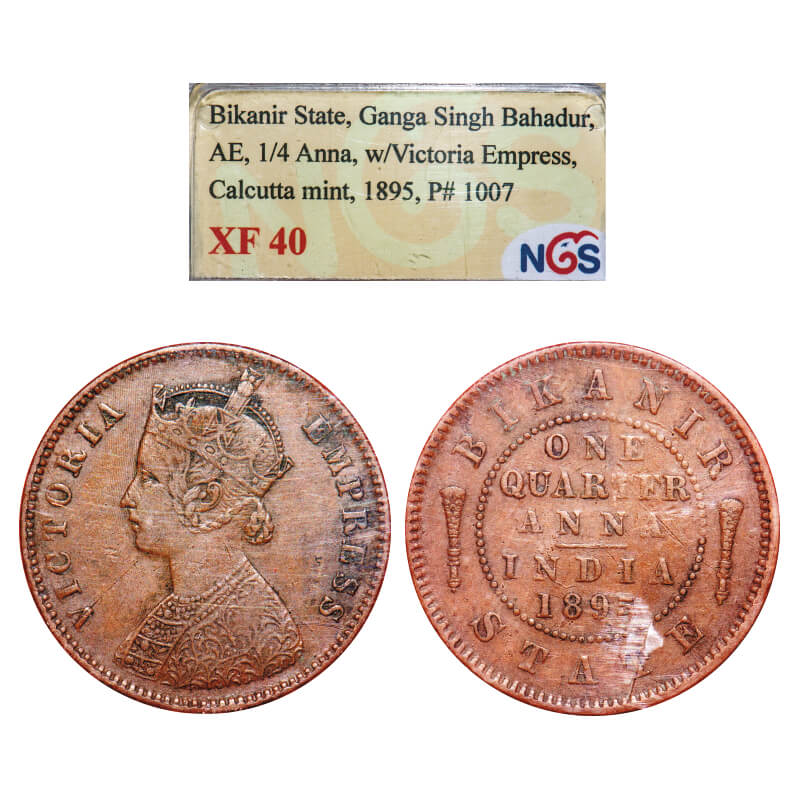 Bikanir State, Ganga Singh Bahadur,
AE, 1/4 Anna, w/Victoria Empress,
Calcutta mint, 1895, P# 1007
XF 40
NGS
VICTORIA EMPRESS
BIKANIR
ONE
QUARTER
ANNA
INDIA
1895
STATE